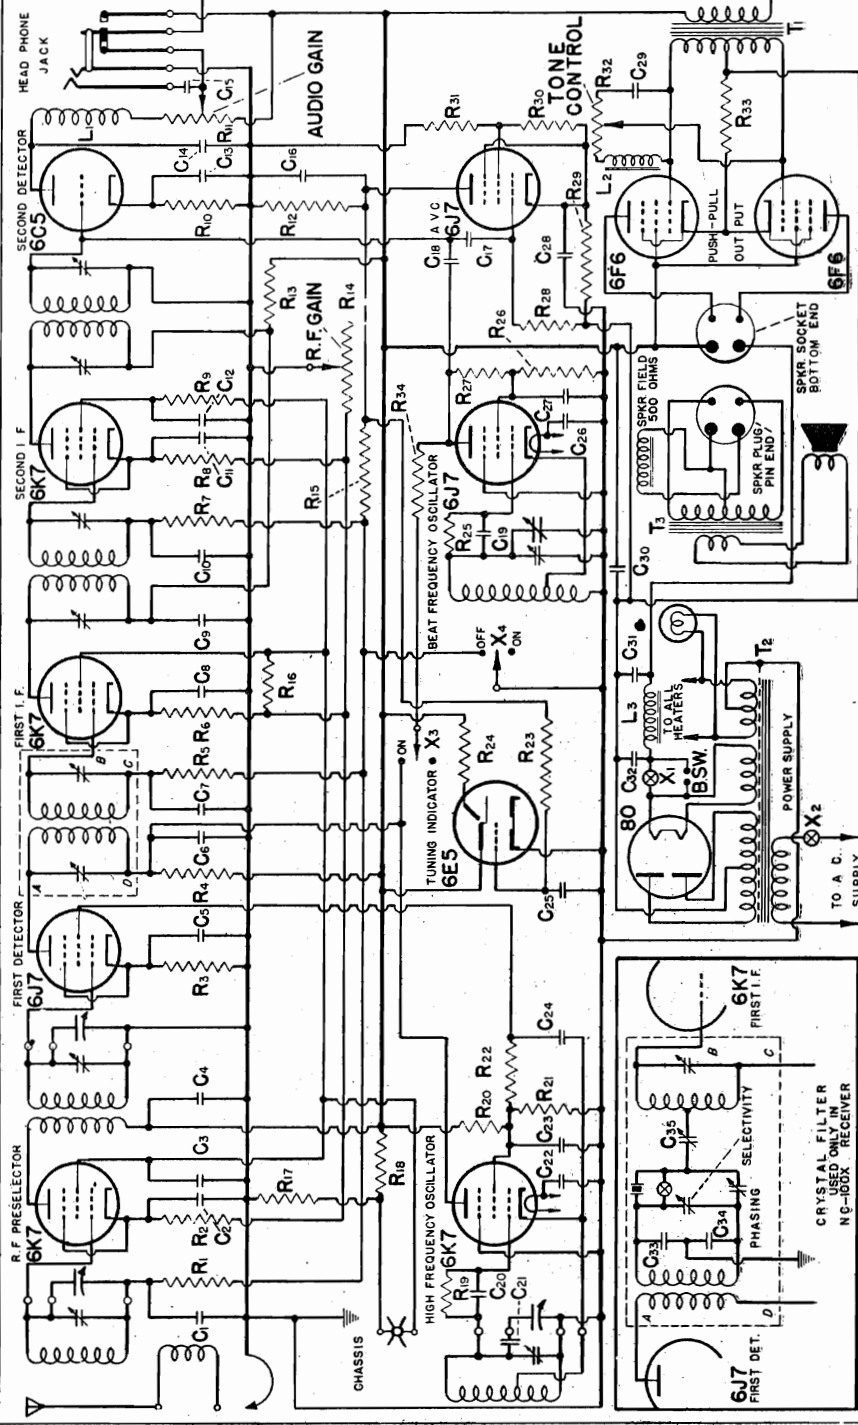 HEAD PHONE
JACK
C15
AUDIO GAIN
L1
R11
C14
C13
C16
SECOND DETECTOR
6C5
R10
R12
R13
R14
R.F. GAIN
SECOND I F
6K7
R9
C12
R8
C11
R7
C10
R15
R34
FIRST I.F.
6K7
C9
C8
R6
R16
R5
C7
A
B
C
D
C6
R4
FIRST DETECTOR
6J7
C5
R3
C4
R.F PRESELECTOR
6K7
C3
R2
C2
R17
R18
R1
C1
CHASSIS
R31
R30
TONE
CONTROL
R32
C29
T1
R33
L2
R29
A V C
6J7
C18
C17
C28
R28
R26
R27
6F6
PUSH-PULL
OUT PUT
6F6
SPKR. SOCKET
BOTTOM END
SPKR FIELD
500 OHMS
SPKR PLUG/
PIN END/
T3
BEAT FREQUENCY OSCILLATOR
6J7
C27
C26
R25
C19
C30
OFF
X4
ON
ON
X3
TUNING INDICATOR
6E5
R24
R23
C25
C31
L3
TO ALL
HEATERS
T2
C32
X1
B.SW.
80
POWER SUPPLY
X2
TO A C.
SUPPLY
HIGH FREQUENCY OSCILLATOR
6K7
C24
R22
R20
R21
C23
C22
R19
C20
C21
6K7
FIRST I.F.
B
C
C35
SELECTIVITY
C33
C34
PHASING
A
D
6J7
FIRST DET.
CRYSTAL FILTER
USED ONLY IN
NC-100X RECEIVER